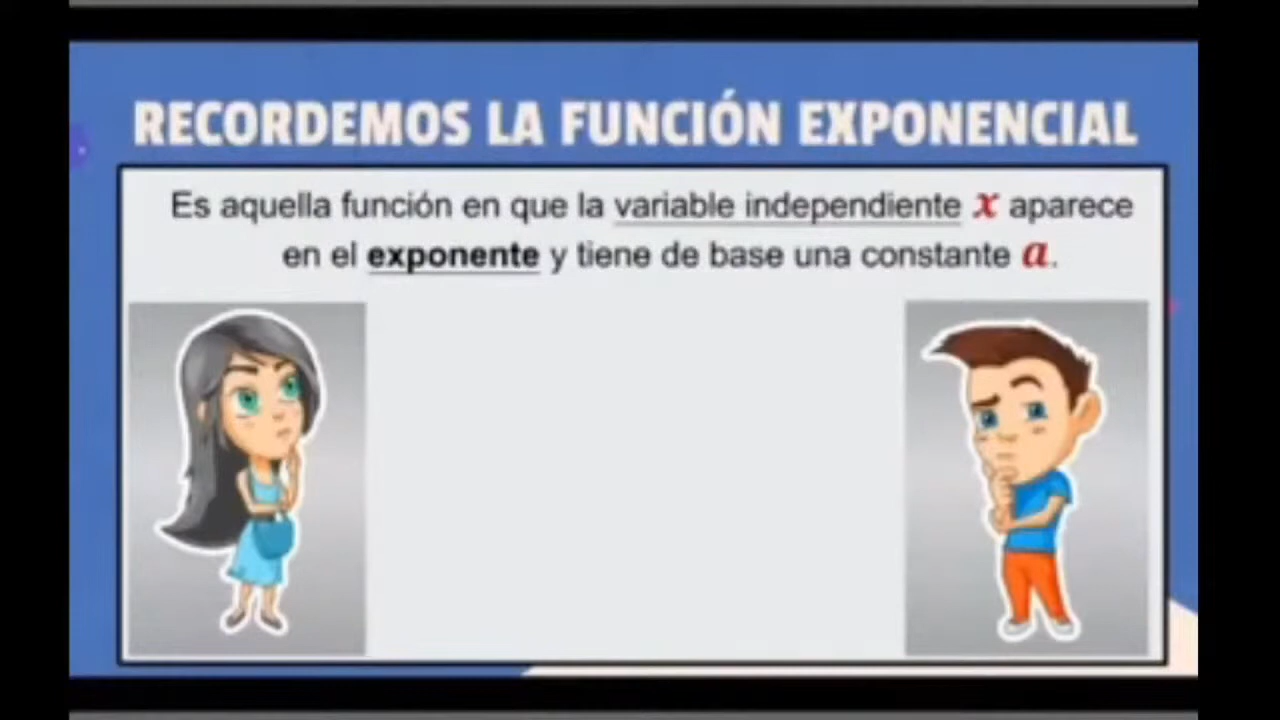 RECORDEMOS LA FUNCIÓN EXPONENCIAL
Es aquella función en que la variable independiente x aparece
en el exponente y tiene de base una constante a.